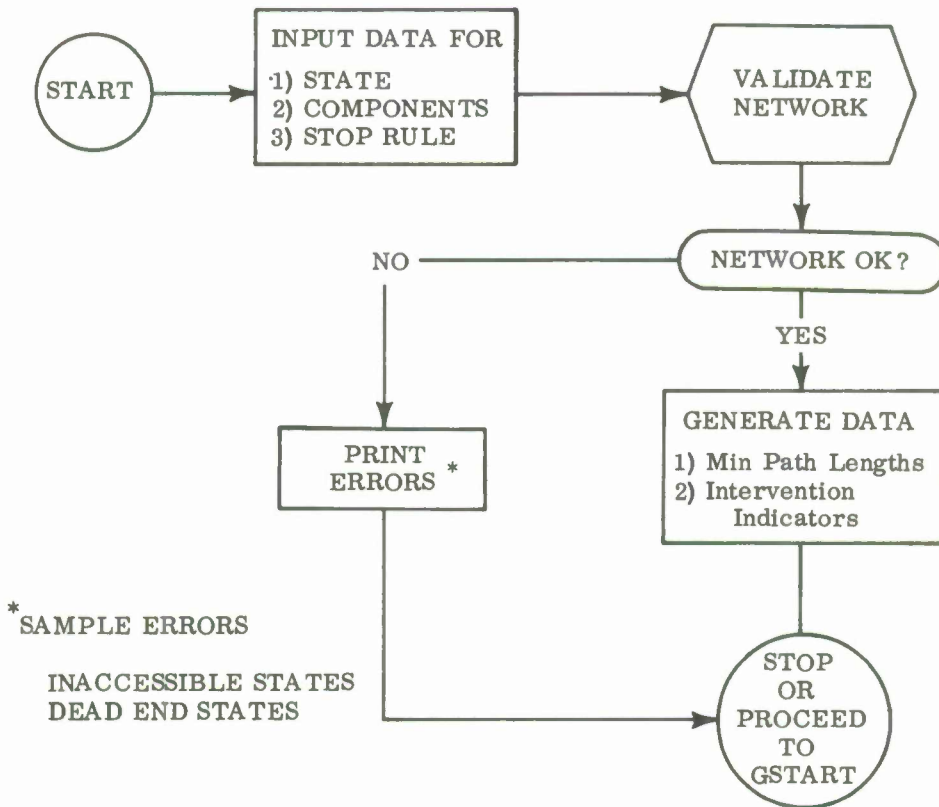 START
INPUT DATA FOR
1) STATE
2) COMPONENTS
3) STOP RULE
VALIDATE
NETWORK
NETWORK OK?
NO
YES
PRINT
ERRORS *
GENERATE DATA
1) Min Path Lengths
2) Intervention
Indicators
*SAMPLE ERRORS
INACCESSIBLE STATES
DEAD END STATES
STOP
OR
PROCEED
TO
GSTART